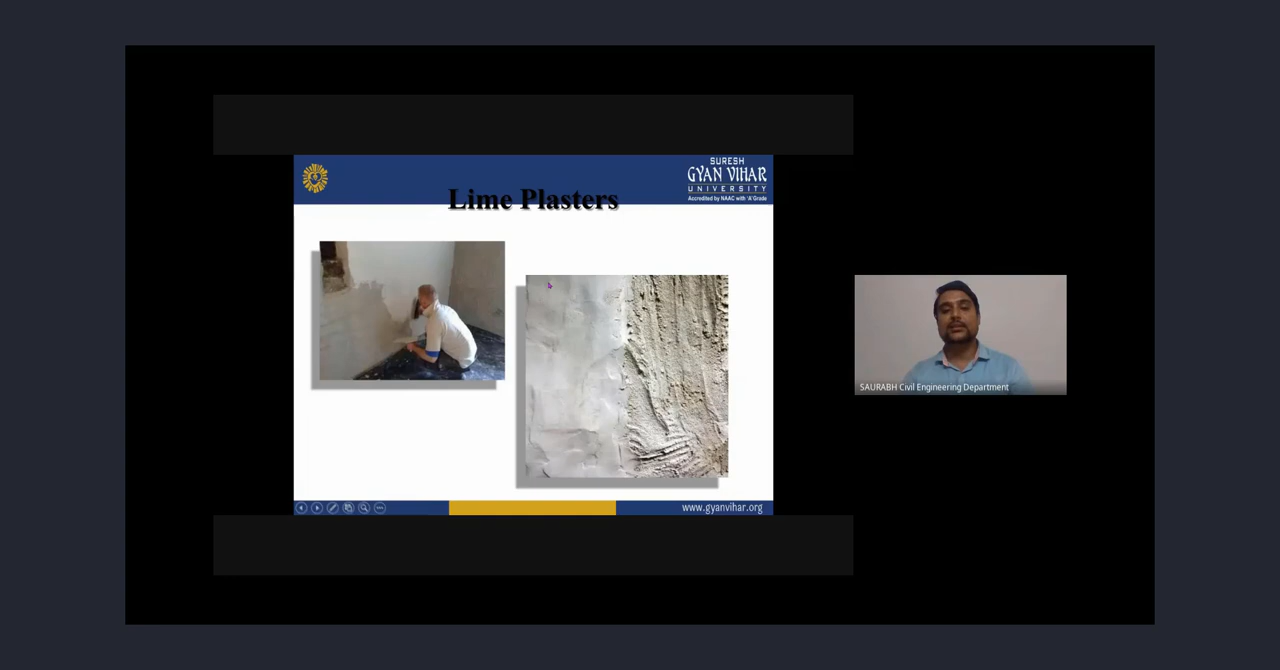 SURESH
GYAN VIHAR
UNIVERSITY
Accredited by NAAC with 'A' Grade
Lime Plasters
SAURABH Civil Engineering Department
www.gyanvihar.org